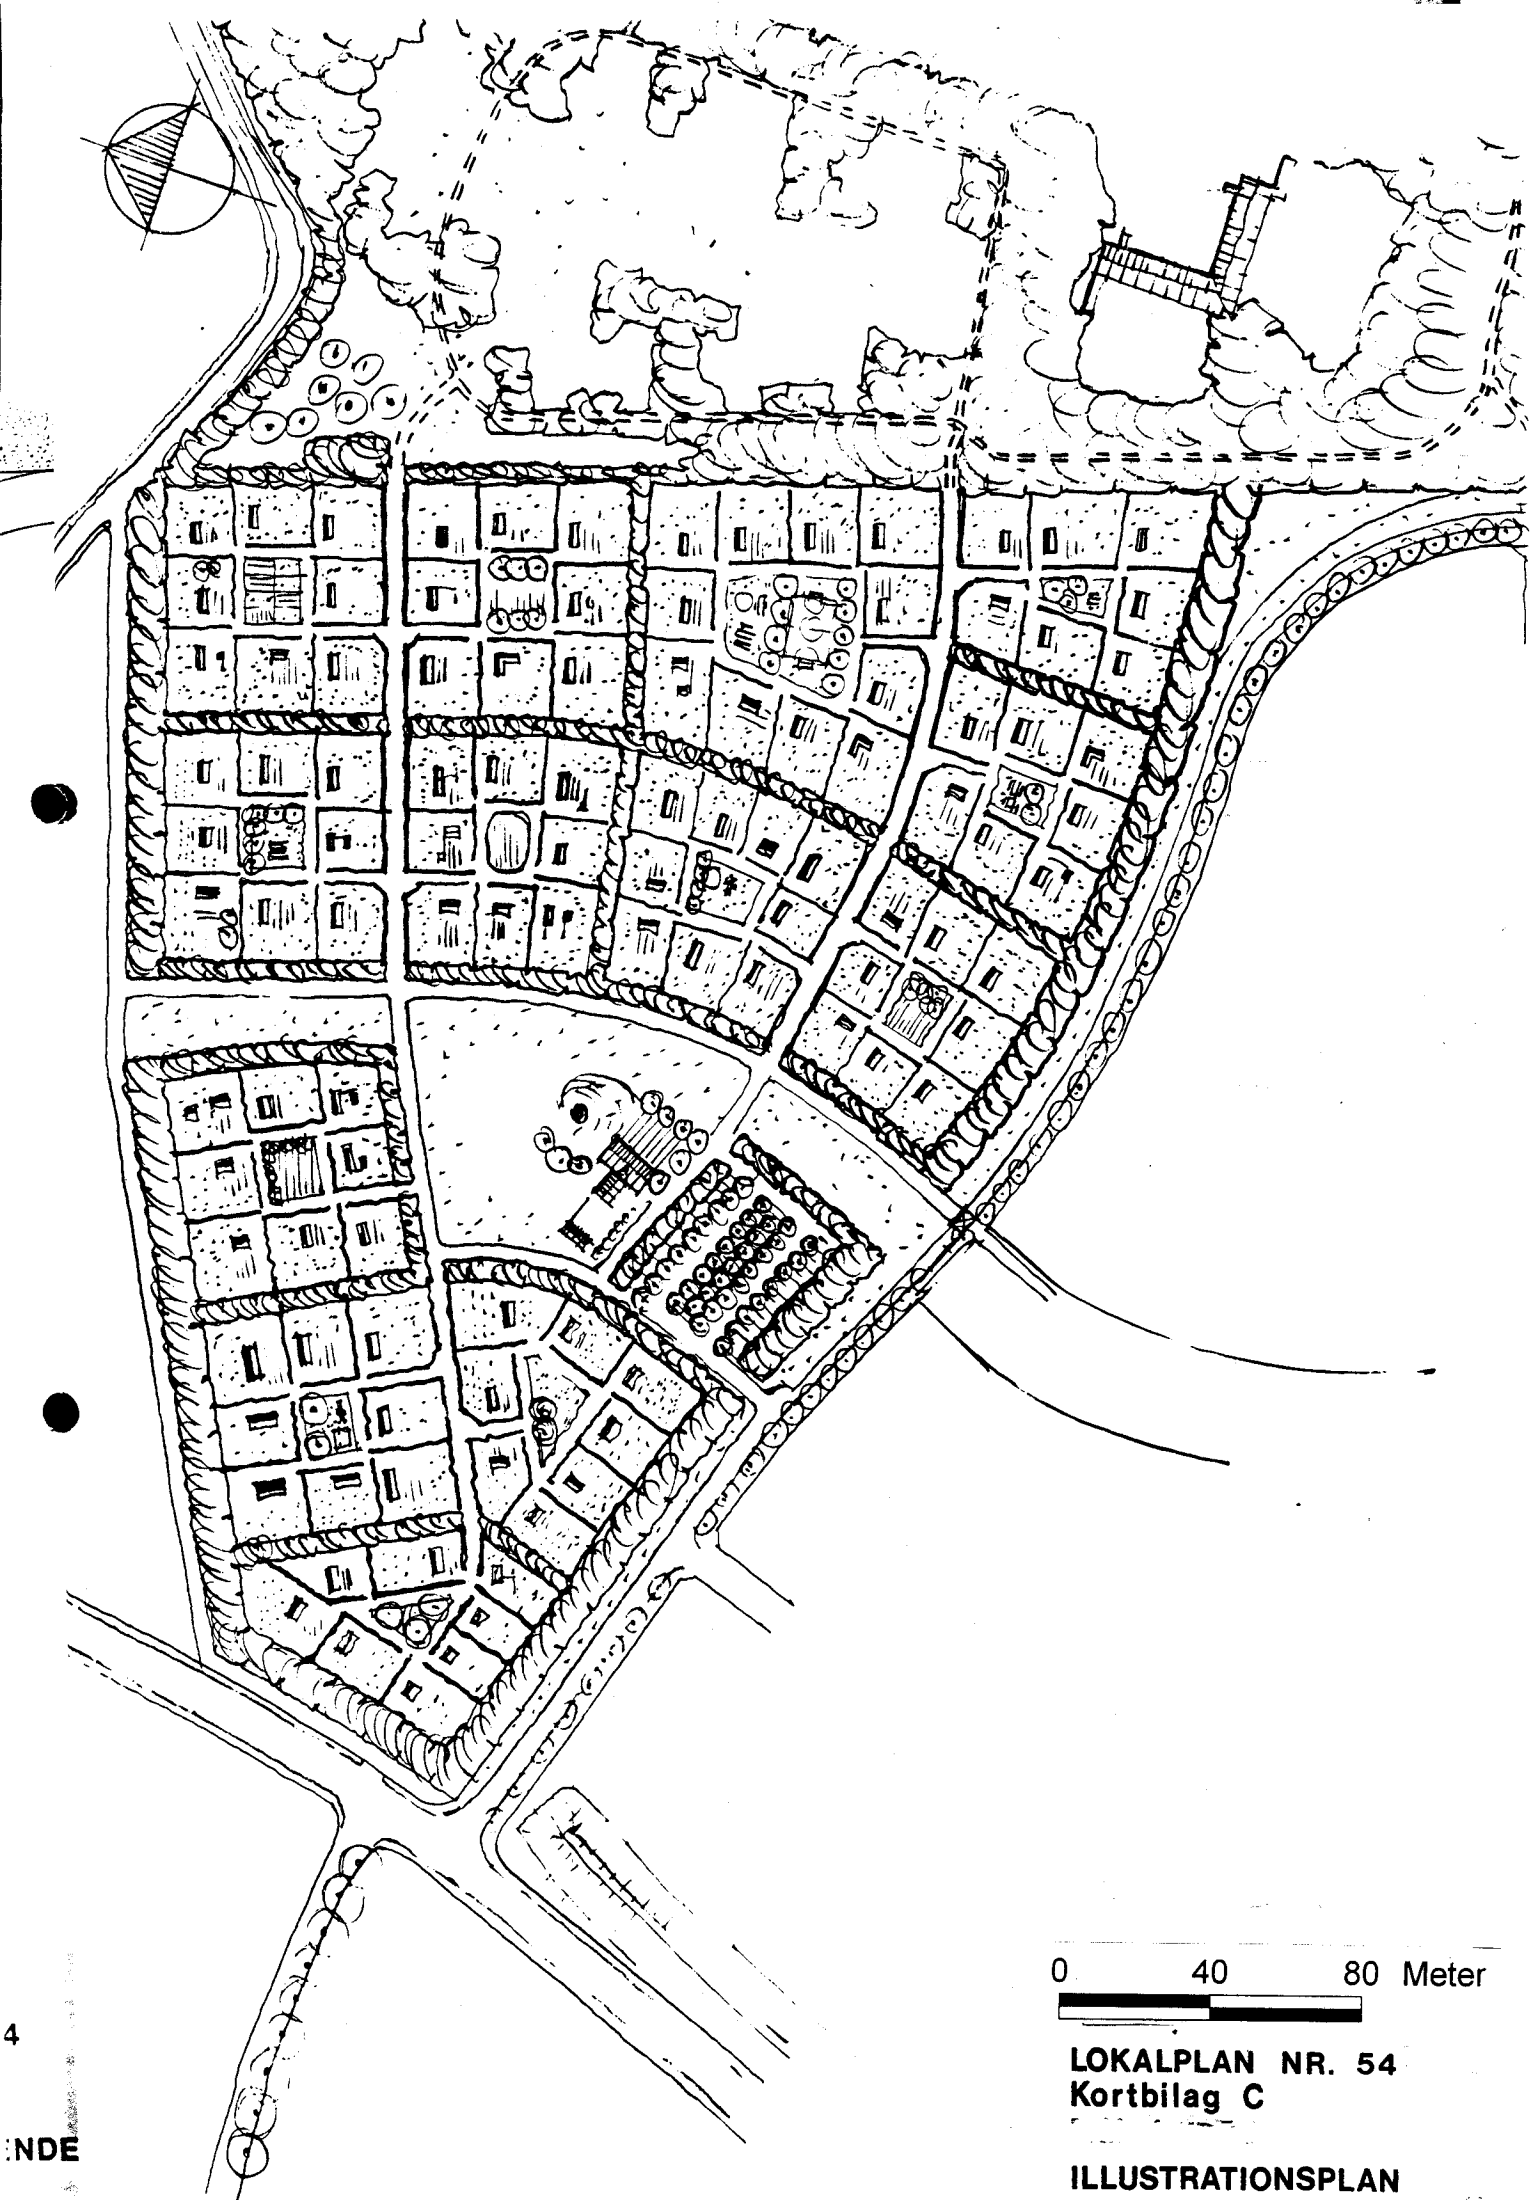 0 40 80 Meter
LOKALPLAN NR. 54
Kortbilag C
4
NDE
ILLUSTRATIONSPLAN